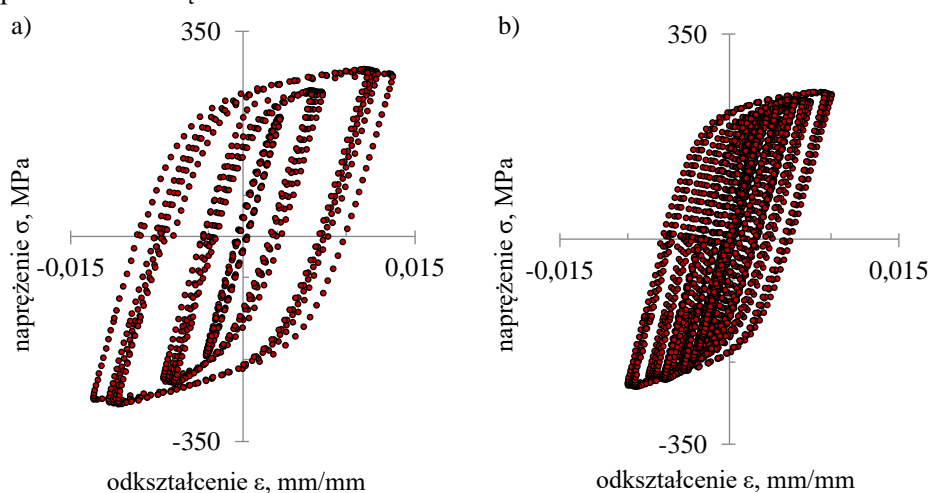 a)
350
naprężenie σ, MPa
-0,015
0,015
-350
odkształcenie ε, mm/mm
b)
350
naprężenie σ, MPa
-0,015
0,015
-350
odkształcenie ε, mm/mm